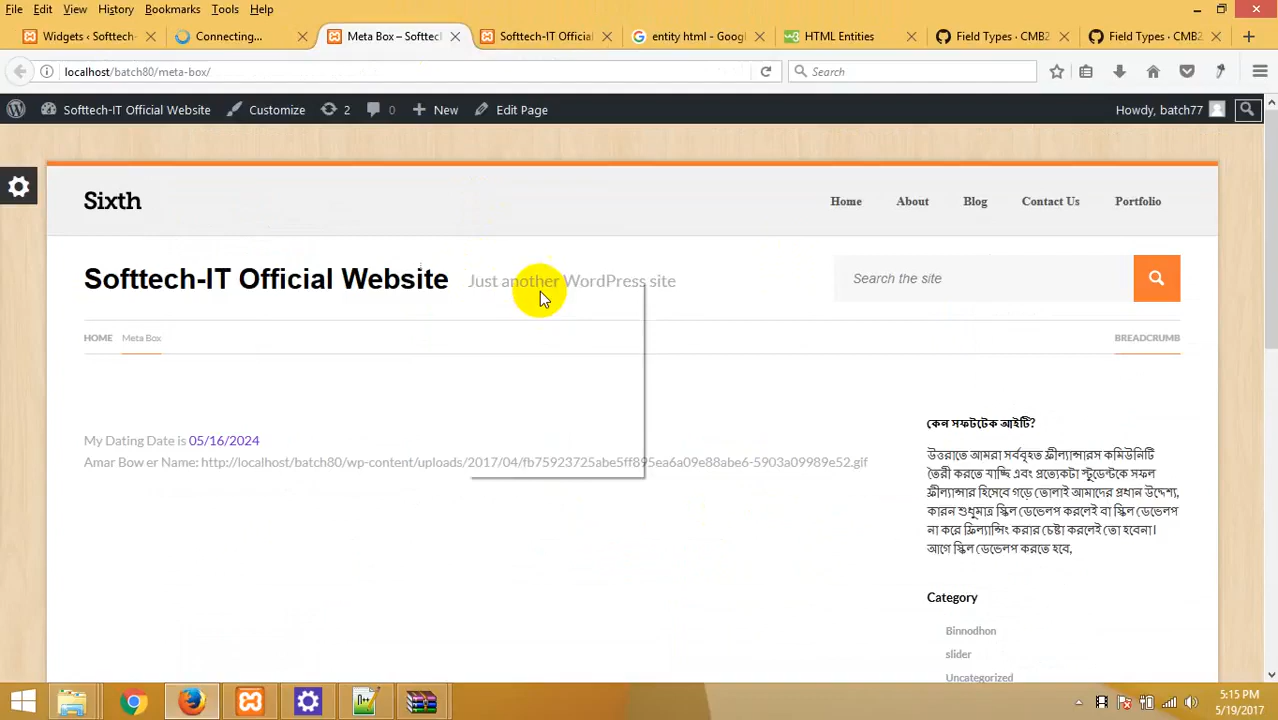 File Edit View History Bookmarks Tools Help
Widgets ‹ Softtech- Connecting... Meta Box – Softtec Softtech-IT Official entity html - Googl HTML Entities Field Types · CMB2 Field Types · CMB2
localhost/batch80/meta-box/ Search
Softtech-IT Official Website Customize 2 0 New Edit Page Howdy, batch77
Sixth Home About Blog Contact Us Portfolio
Softtech-IT Official Website Just another WordPress site Search the site
HOME Meta Box BREADCRUMB
My Dating Date is 05/16/2024
Amar Bow er Name: http://localhost/batch80/wp-content/uploads/2017/04/fb75923725abe5ff895ea6a09e88abe6-5903a09989e52.gif
কেন সফটটেক আইটি?
উত্তরাতে আমরা সর্ববৃহত ফ্রীল্যান্সারস কমিউনিটি
তৈরী করতে যাচ্ছি এবং প্রত্যেকটা স্টুডেন্টকে সফল
ফ্রীল্যান্সার হিসেবে গড়ে তোলাই আমাদের প্রধান উদ্দেশ্য,
কারন শুধুমাত্র স্কিল ডেভেলপ করলেই বা স্কিল ডেভেলপ
না করে ফ্রিল্যান্সিং করার চেষ্টা করলেই তো হবেনা।
আগে স্কিল ডেভেলপ করতে হবে,
Category
Binnodhon
slider
Uncategorized
5:15 PM
5/19/2017